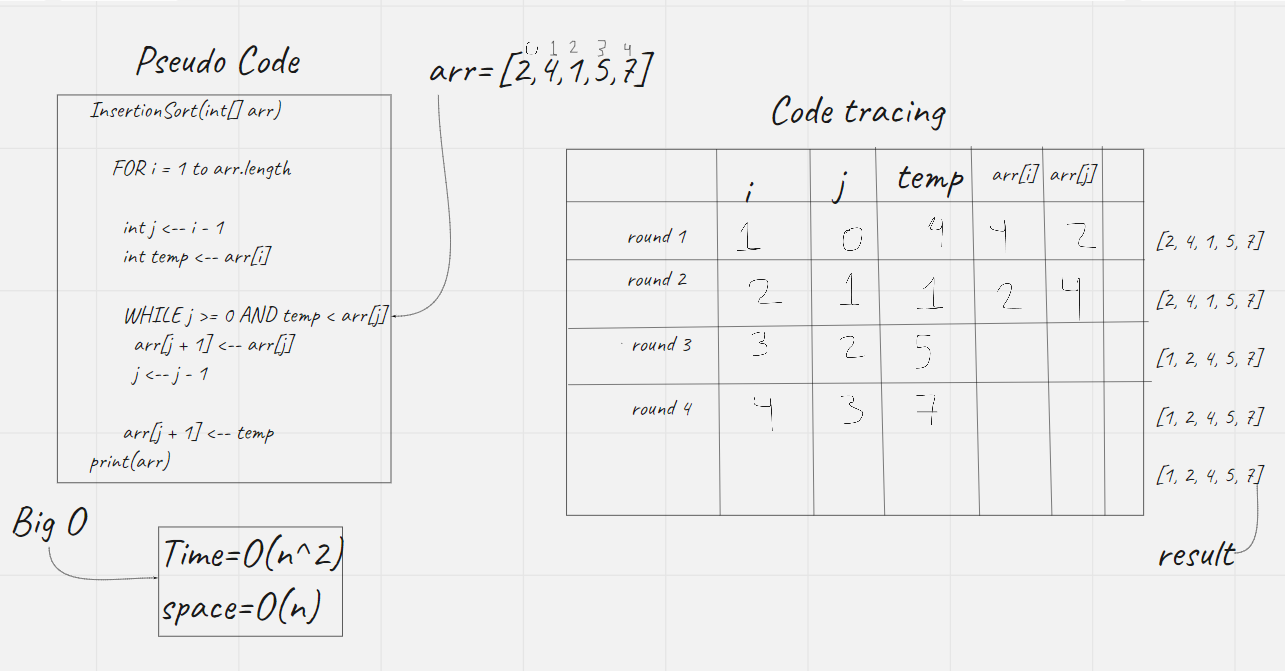 Pseudo Code
InsertionSort(int[] arr)
FOR i = 1 to arr.length
int j <-- i - 1
int temp <-- arr[i]
WHILE j >= 0 AND temp < arr[j]
arr[j + 1] <-- arr[j]
j <-- j - 1
arr[j + 1] <-- temp
print(arr)
0 1 2 3 4
arr=[2,4,1,5,7]
Code tracing
i j temp arr[i] arr[j]
round 1 1 0 4 4 2 [2, 4, 1, 5, 7]
round 2 2 1 1 2 4 [2, 4, 1, 5, 7]
round 3 3 2 5 [1, 2, 4, 5, 7]
round 4 4 3 7 [1, 2, 4, 5, 7]
[1, 2, 4, 5, 7]
result
Big O
Time=O(n^2)
space=O(n)